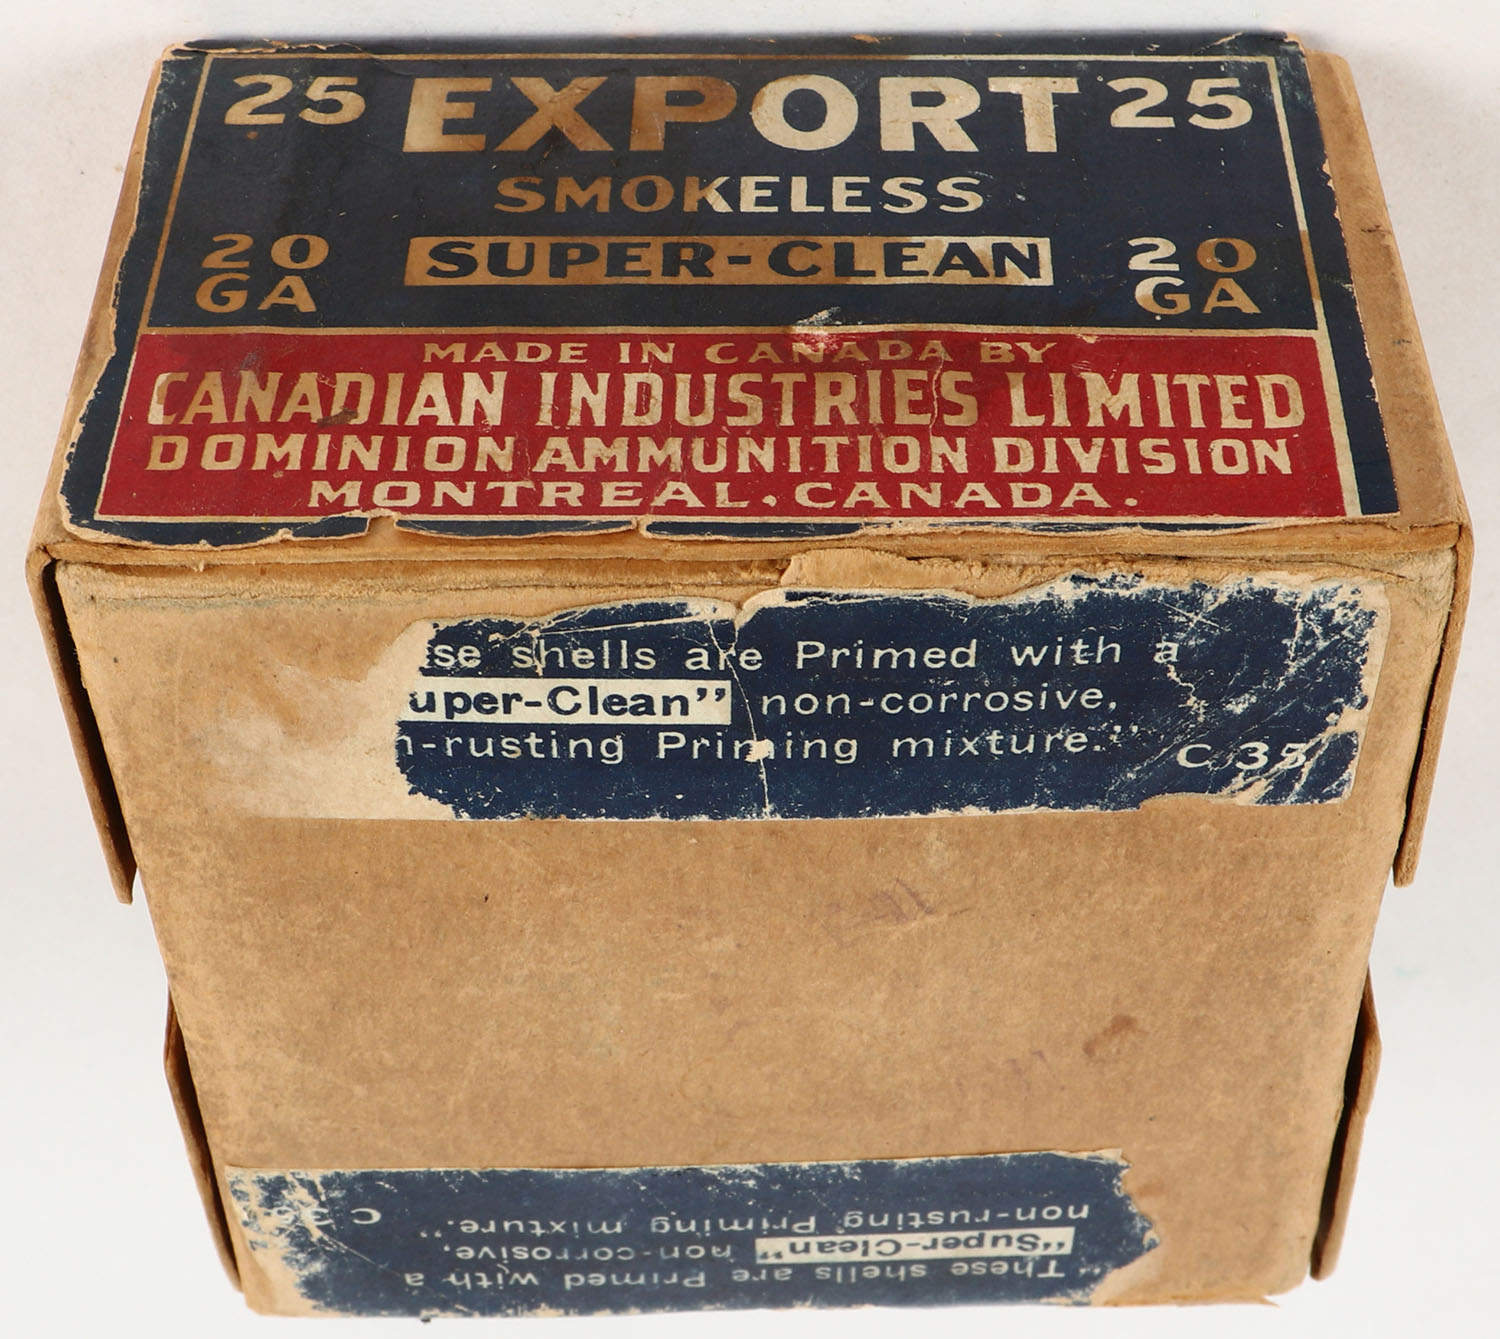 25 EXPORT 25
SMOKELESS
20 GA SUPER-CLEAN 20 GA
MADE IN CANADA BY
CANADIAN INDUSTRIES LIMITED
DOMINION AMMUNITION DIVISION
MONTREAL, CANADA.
se shells are Primed with a
uper-Clean" non-corrosive,
n-rusting Priming mixture."
C 35
"These shells are Primed with a
"Super-Clean" non-corrosive,
non-rusting Priming mixture."
C